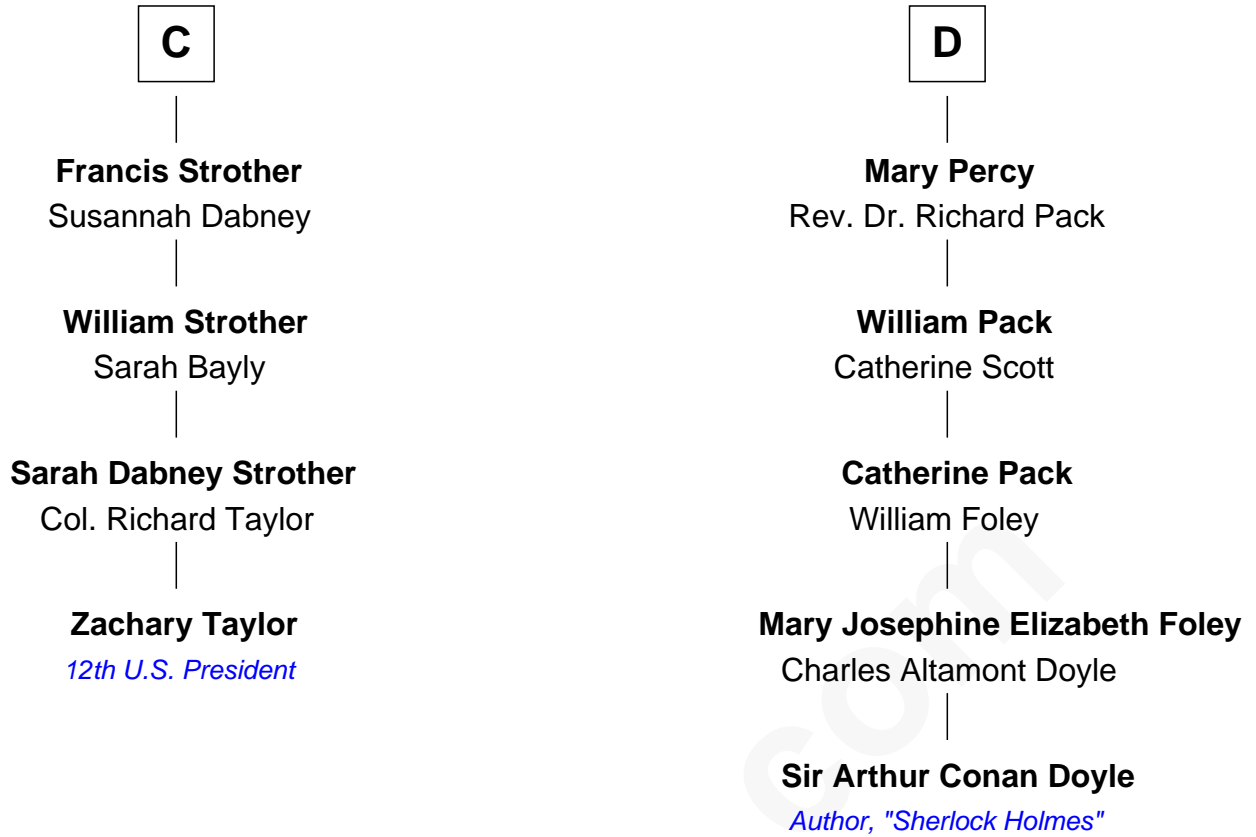 C
Francis Strother
Susannah Dabney
William Strother
Sarah Bayly
Sarah Dabney Strother
Col. Richard Taylor
Zachary Taylor
12th U.S. President
D
Mary Percy
Rev. Dr. Richard Pack
William Pack
Catherine Scott
Catherine Pack
William Foley
Mary Josephine Elizabeth Foley
Charles Altamont Doyle
Sir Arthur Conan Doyle
Author, "Sherlock Holmes"
com